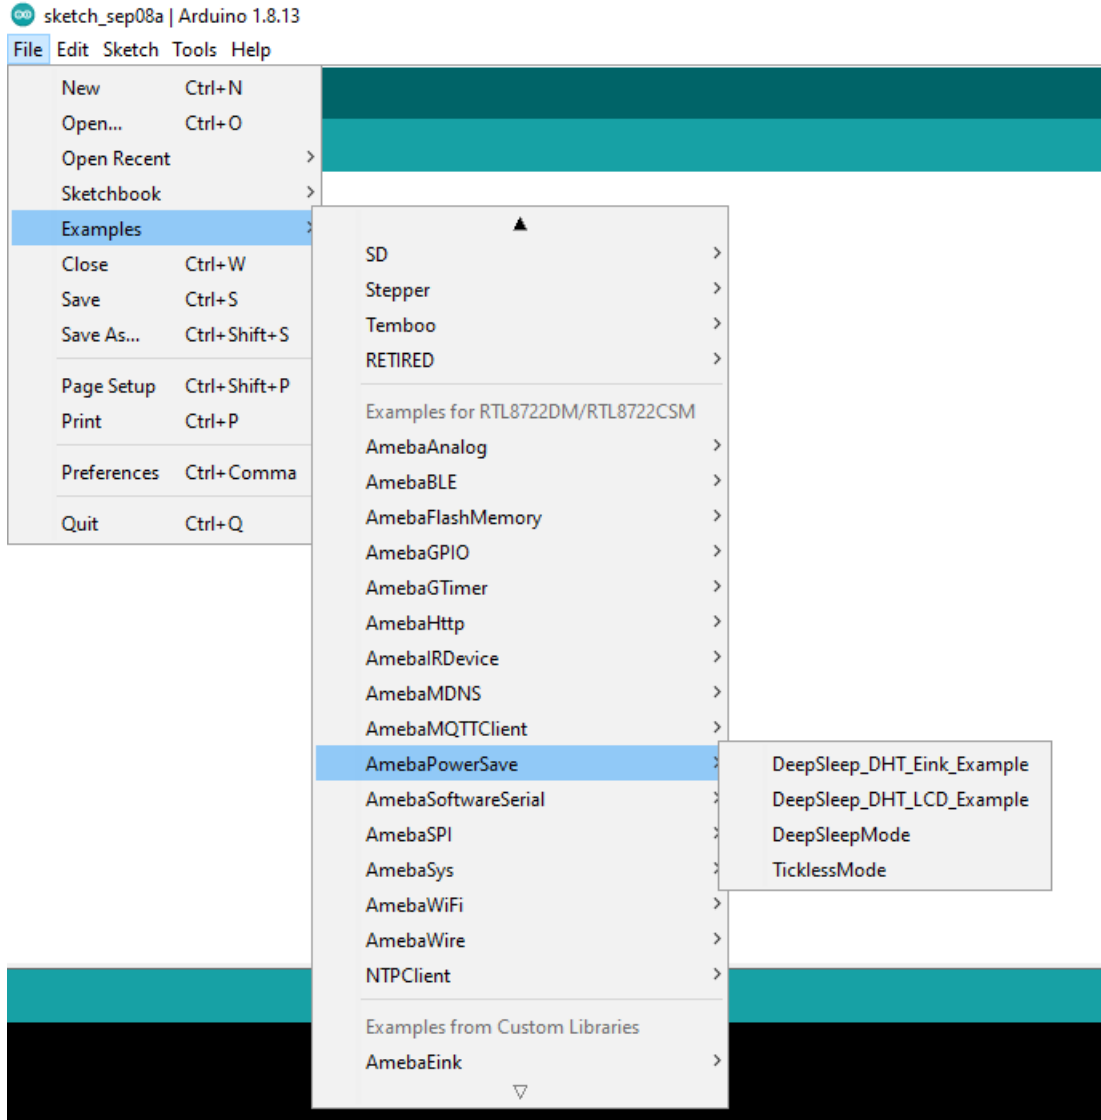 sketch_sep08a | Arduino 1.8.13
File Edit Sketch Tools Help
New Ctrl+N
Open... Ctrl+O
Open Recent
Sketchbook
Examples
Close Ctrl+W
Save Ctrl+S
Save As... Ctrl+Shift+S
Page Setup Ctrl+Shift+P
Print Ctrl+P
Preferences Ctrl+Comma
Quit Ctrl+Q
SD
Stepper
Temboo
RETIRED
Examples for RTL8722DM/RTL8722CSM
AmebaAnalog
AmebaBLE
AmebaFlashMemory
AmebaGPIO
AmebaGTimer
AmebaHttp
AmebaIRDevice
AmebaMDNS
AmebaMQTTClient
AmebaPowerSave
AmebaSoftwareSerial
AmebaSPI
AmebaSys
AmebaWiFi
AmebaWire
NTPClient
Examples from Custom Libraries
AmebaEink
DeepSleep_DHT_Eink_Example
DeepSleep_DHT_LCD_Example
DeepSleepMode
TicklessMode